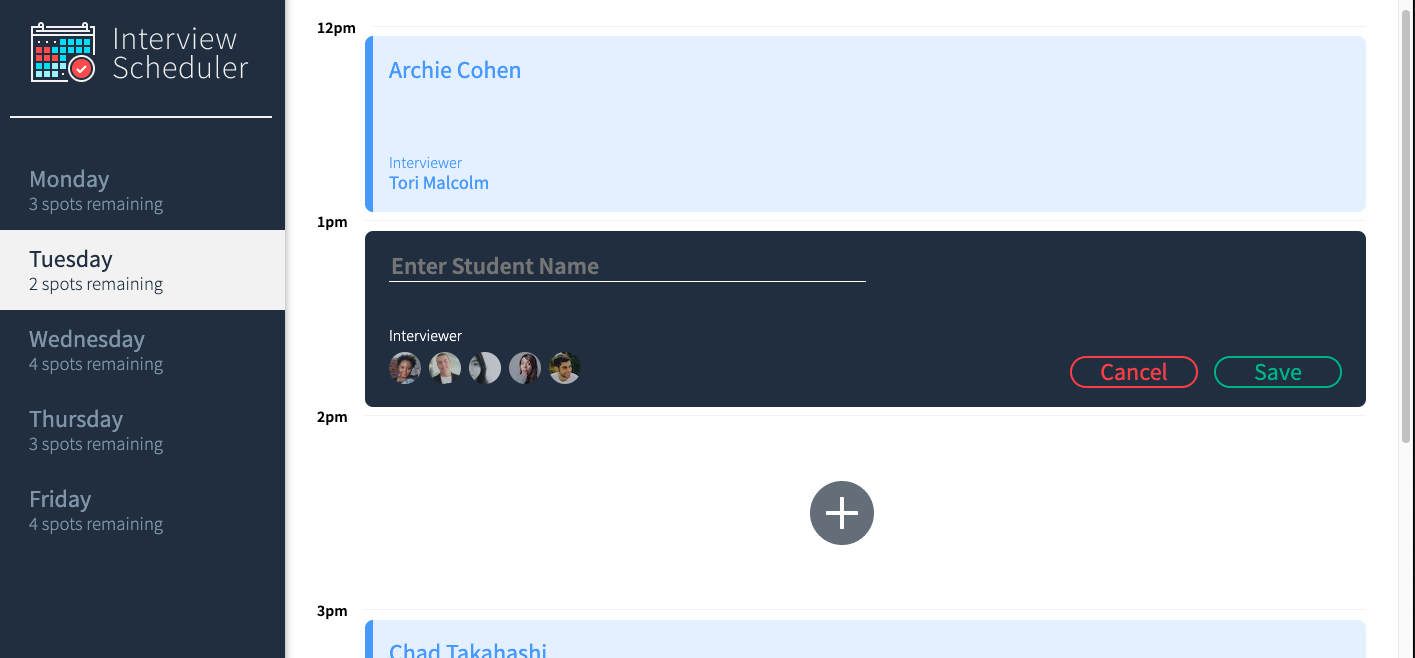 Interview
Scheduler
Monday
3 spots remaining
Tuesday
2 spots remaining
Wednesday
4 spots remaining
Thursday
3 spots remaining
Friday
4 spots remaining
12pm
Archie Cohen
Interviewer
Tori Malcolm
1pm
Enter Student Name
Interviewer
Cancel Save
2pm
3pm
Chad Takahashi